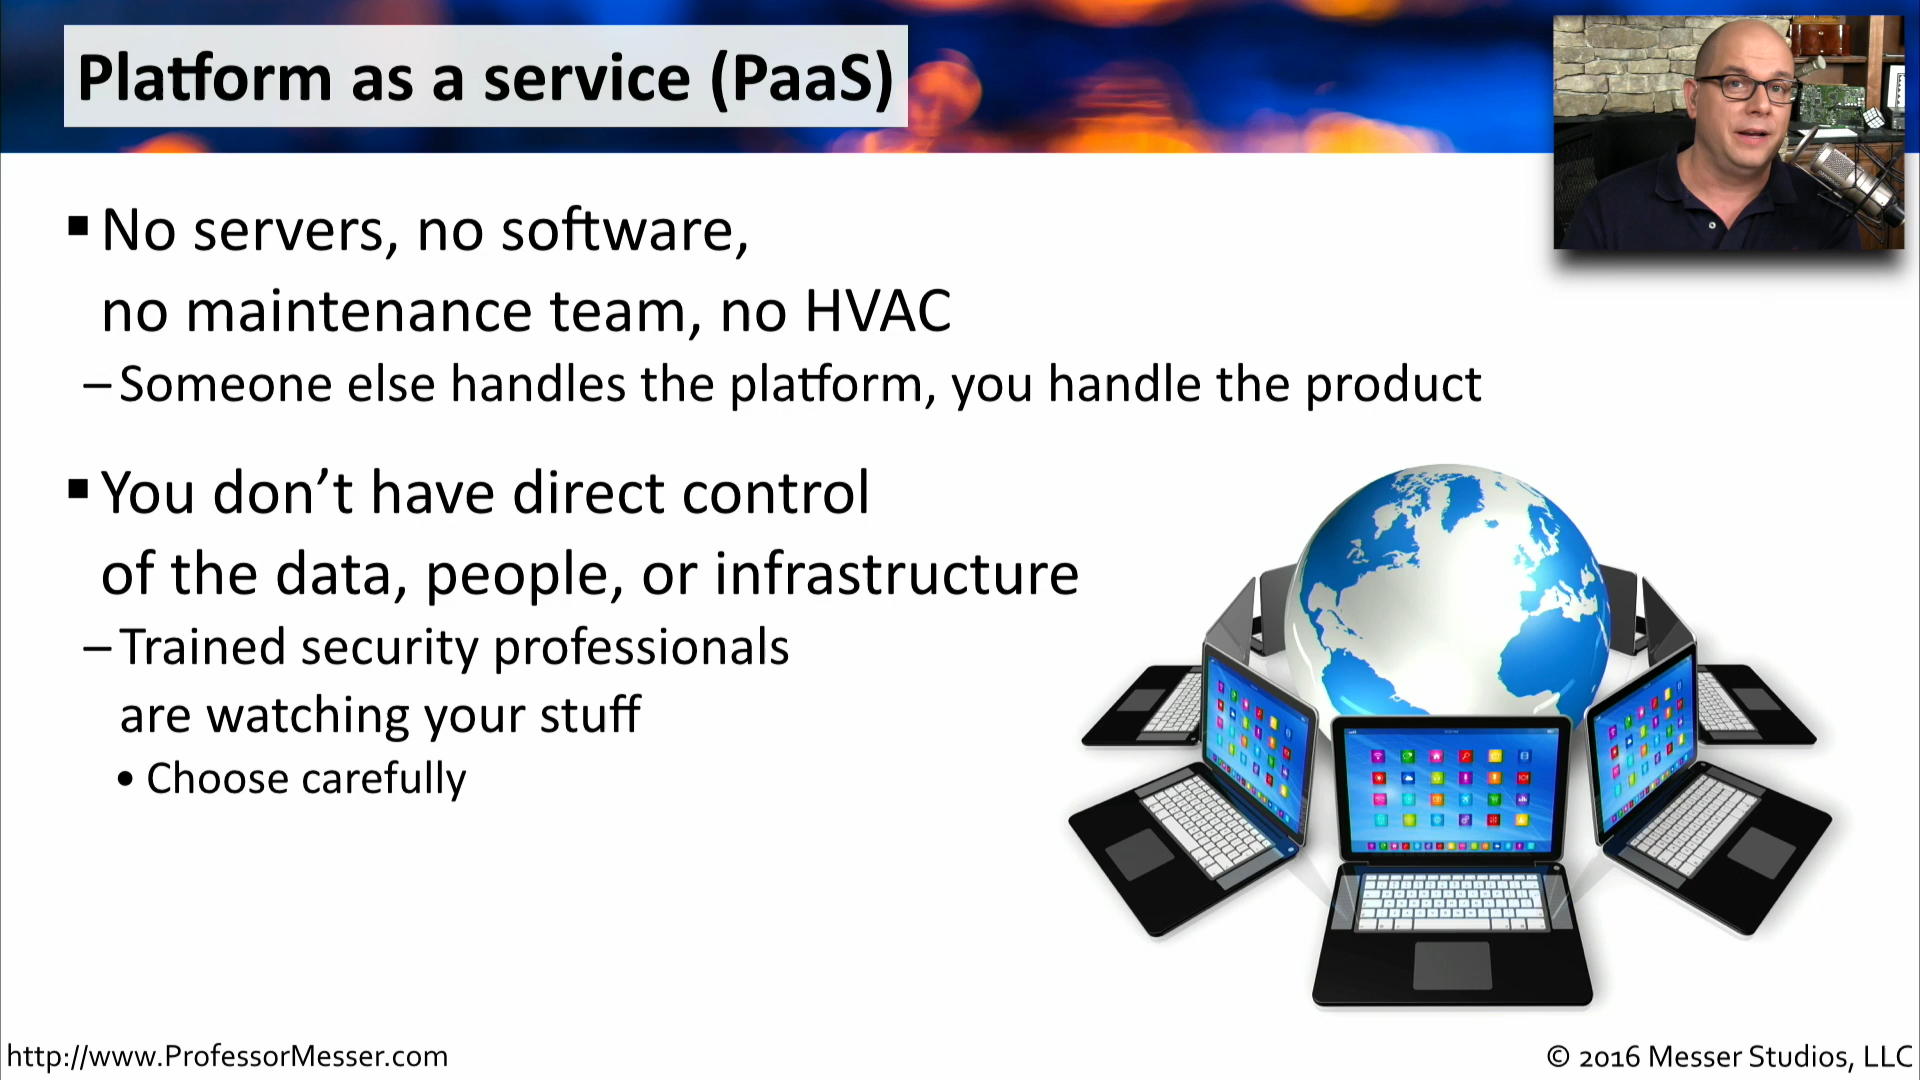 Platform as a service (PaaS)
▪ No servers, no software,
no maintenance team, no HVAC
– Someone else handles the platform, you handle the product
▪ You don’t have direct control
of the data, people, or infrastructure
– Trained security professionals
are watching your stuff
• Choose carefully
http://www.ProfessorMesser.com
© 2016 Messer Studios, LLC